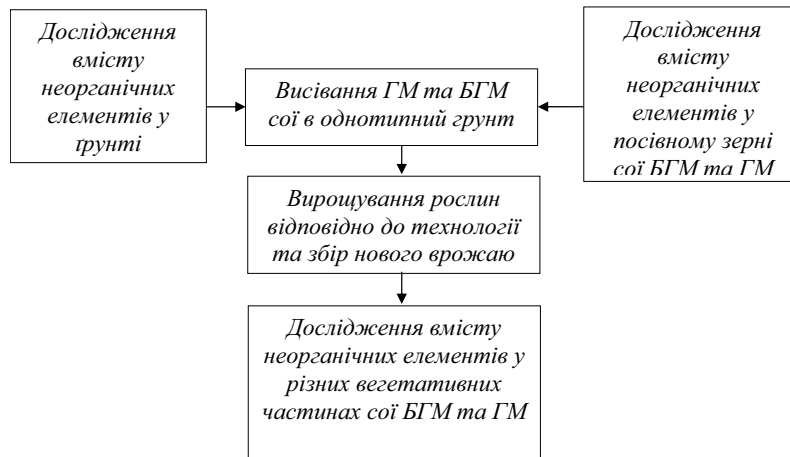 Дослідження
вмісту
неорганічних
елементів у
ґрунті
Висівання ГМ та БГМ
сої в однотипний грунт
Дослідження
вмісту
неорганічних
елементів у
посівному зерні
сої БГМ та ГМ
Вирощування рослин
відповідно до технології
та збір нового врожаю
Дослідження вмісту
неорганічних елементів у
різних вегетативних
частинах сої БГМ та ГМ